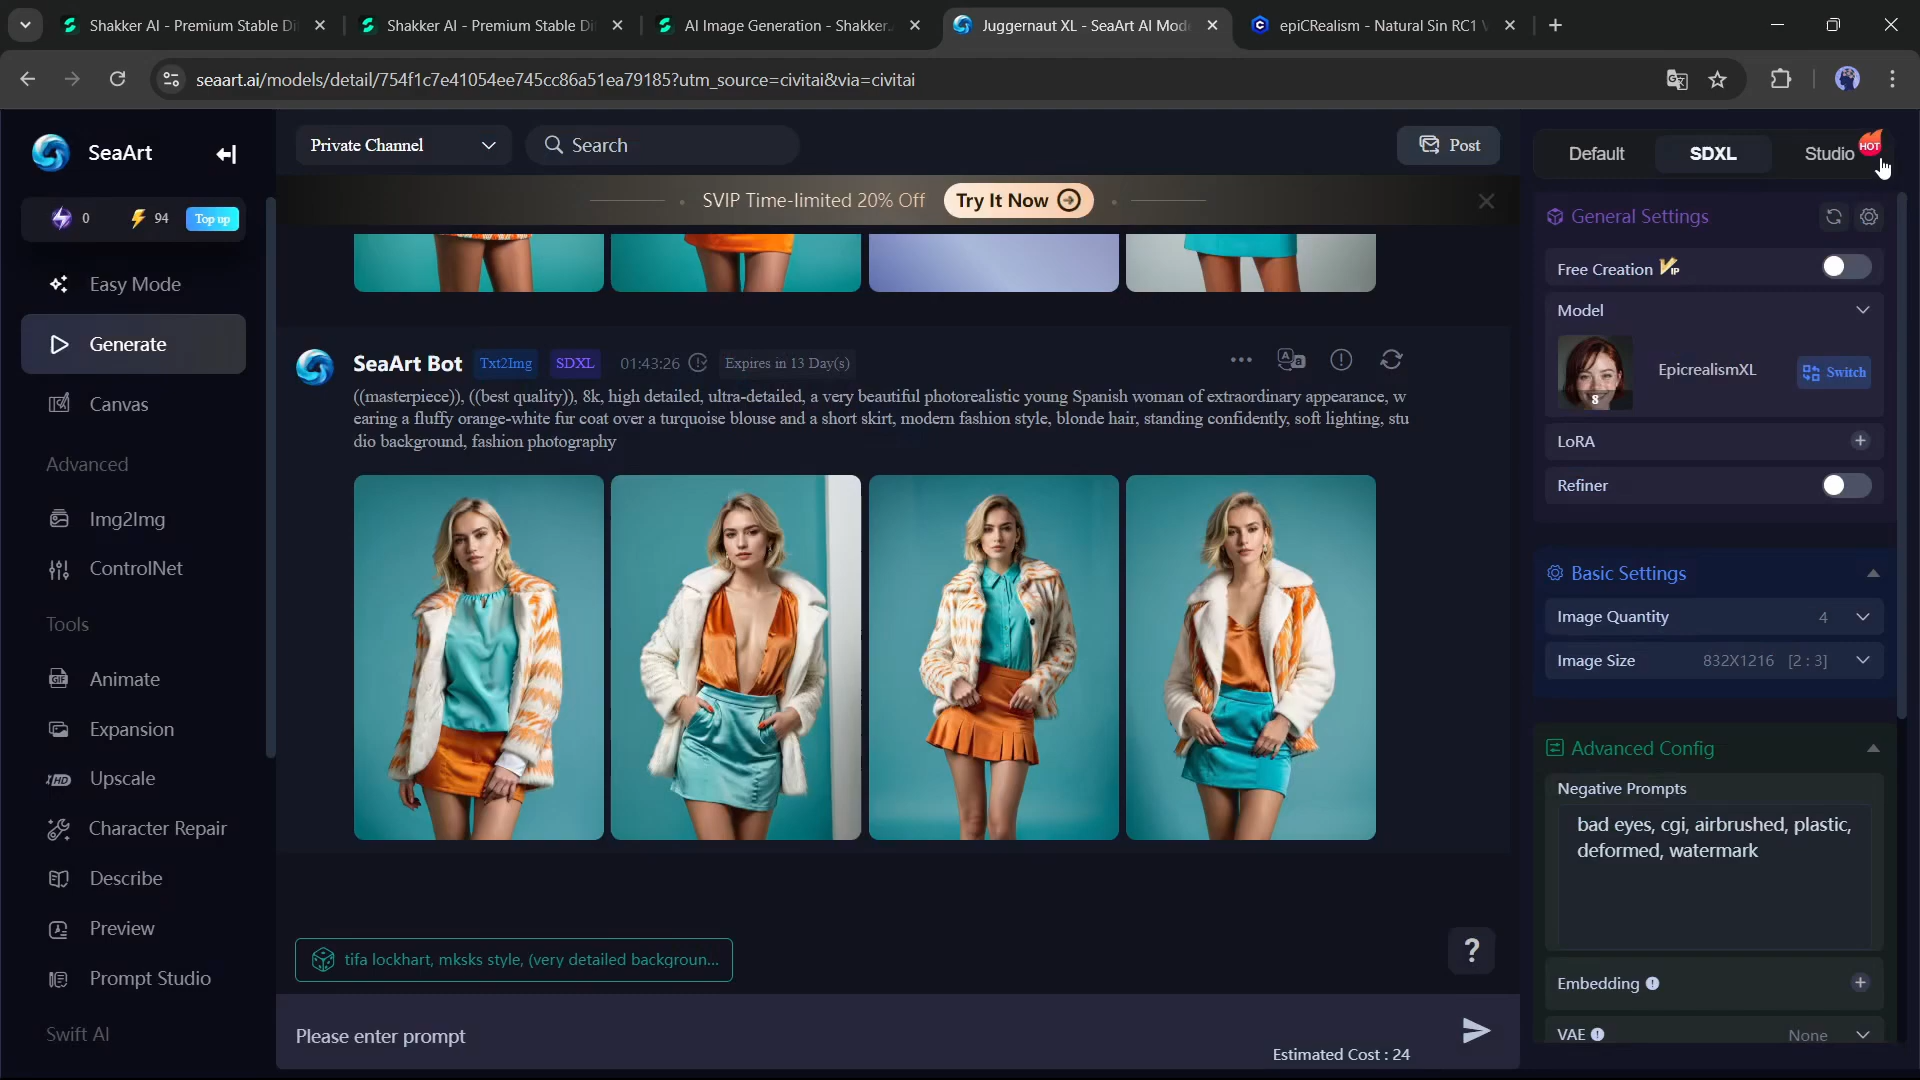 Shakker AI - Premium Stable Di
Shakker AI - Premium Stable Di
AI Image Generation - Shakker.
Juggernaut XL - SeaArt AI Mode
epiCRealism - Natural Sin RC1 V
seaart.ai/models/detail/754f1c7e41054ee745cc86a51ea79185?utm_source=civitai&via=civitai
SeaArt
0
94
Top up
Easy Mode
Generate
Canvas
Advanced
Img2Img
ControlNet
Tools
Animate
Expansion
Upscale
Character Repair
Describe
Preview
Prompt Studio
Swift AI
Private Channel
Search
Post
SVIP Time-limited 20% Off
Try It Now
SeaArt Bot
Txt2Img
SDXL
01:43:26
Expires in 13 Day(s)
((masterpiece)), ((best quality)), 8k, high detailed, ultra-detailed, a very beautiful photorealistic young Spanish woman of extraordinary appearance, w
earing a fluffy orange-white fur coat over a turquoise blouse and a short skirt, modern fashion style, blonde hair, standing confidently, soft lighting, stu
dio background, fashion photography
tifa lockhart, mksks style, (very detailed backgroun...
?
Please enter prompt
Estimated Cost : 24
Default
SDXL
Studio
HOT
General Settings
Free Creation VIP
Model
EpicrealismXL
8
Switch
LoRA
Refiner
Basic Settings
Image Quantity 4
Image Size 832X1216 [2 : 3]
Advanced Config
Negative Prompts
bad eyes, cgi, airbrushed, plastic,
deformed, watermark
Embedding
VAE None